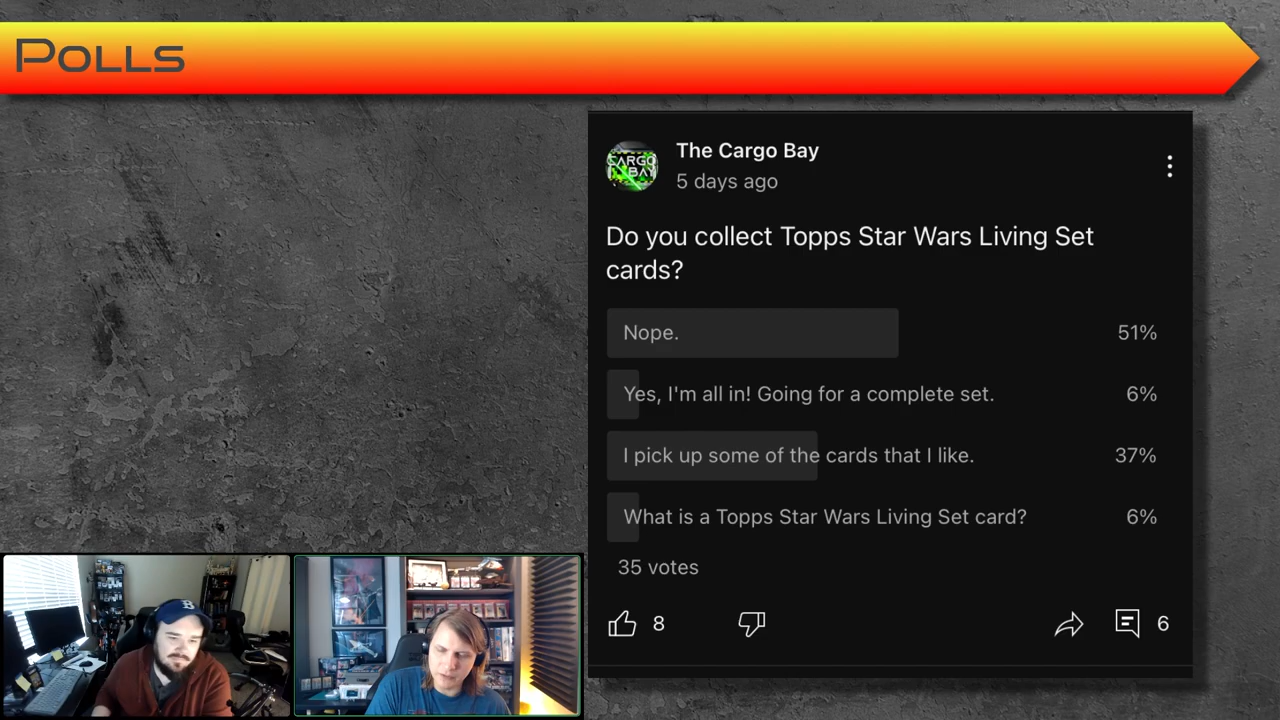 Polls
CARGO
BAY
The Cargo Bay
5 days ago
Do you collect Topps Star Wars Living Set
cards?
Nope.
51%
Yes, I'm all in! Going for a complete set.
6%
I pick up some of the cards that I like.
37%
What is a Topps Star Wars Living Set card?
6%
35 votes
8
6
B